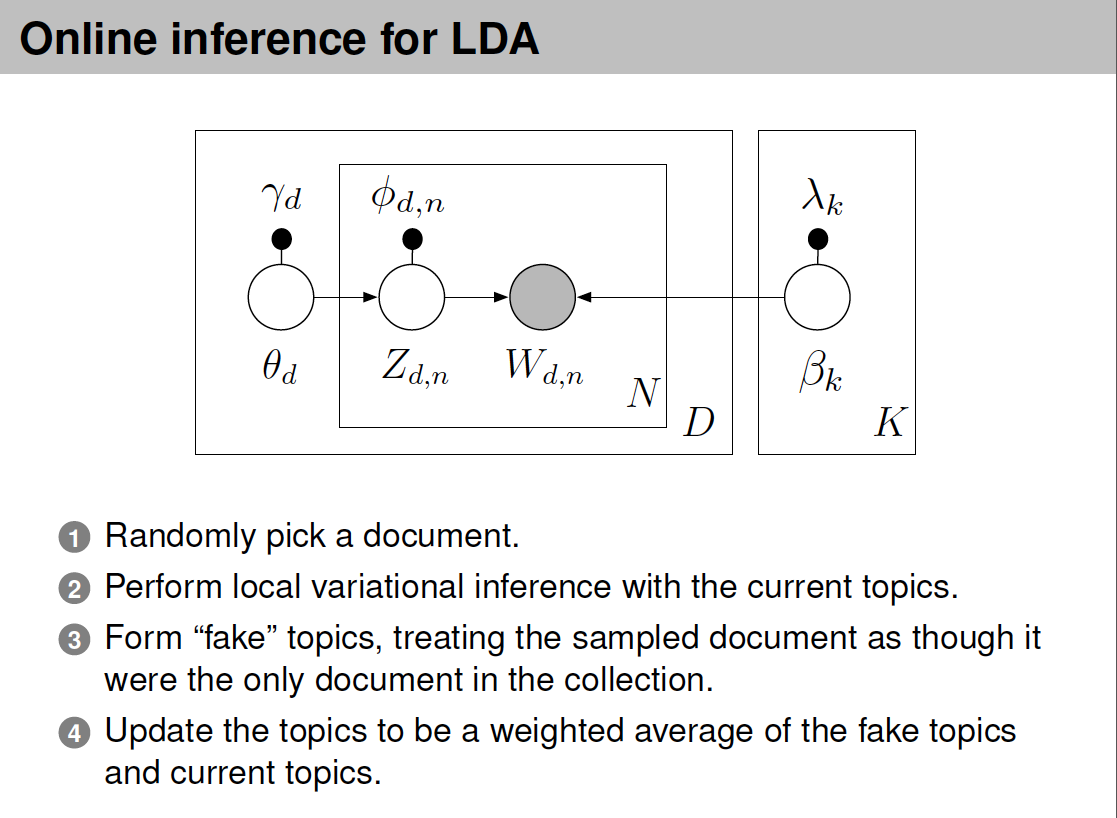 Online inference for LDA
γd
ϕd,n
λk
θd
Zd,n
Wd,n
βk
N
D
K
1 Randomly pick a document.
2 Perform local variational inference with the current topics.
3 Form “fake” topics, treating the sampled document as though it
were the only document in the collection.
4 Update the topics to be a weighted average of the fake topics
and current topics.